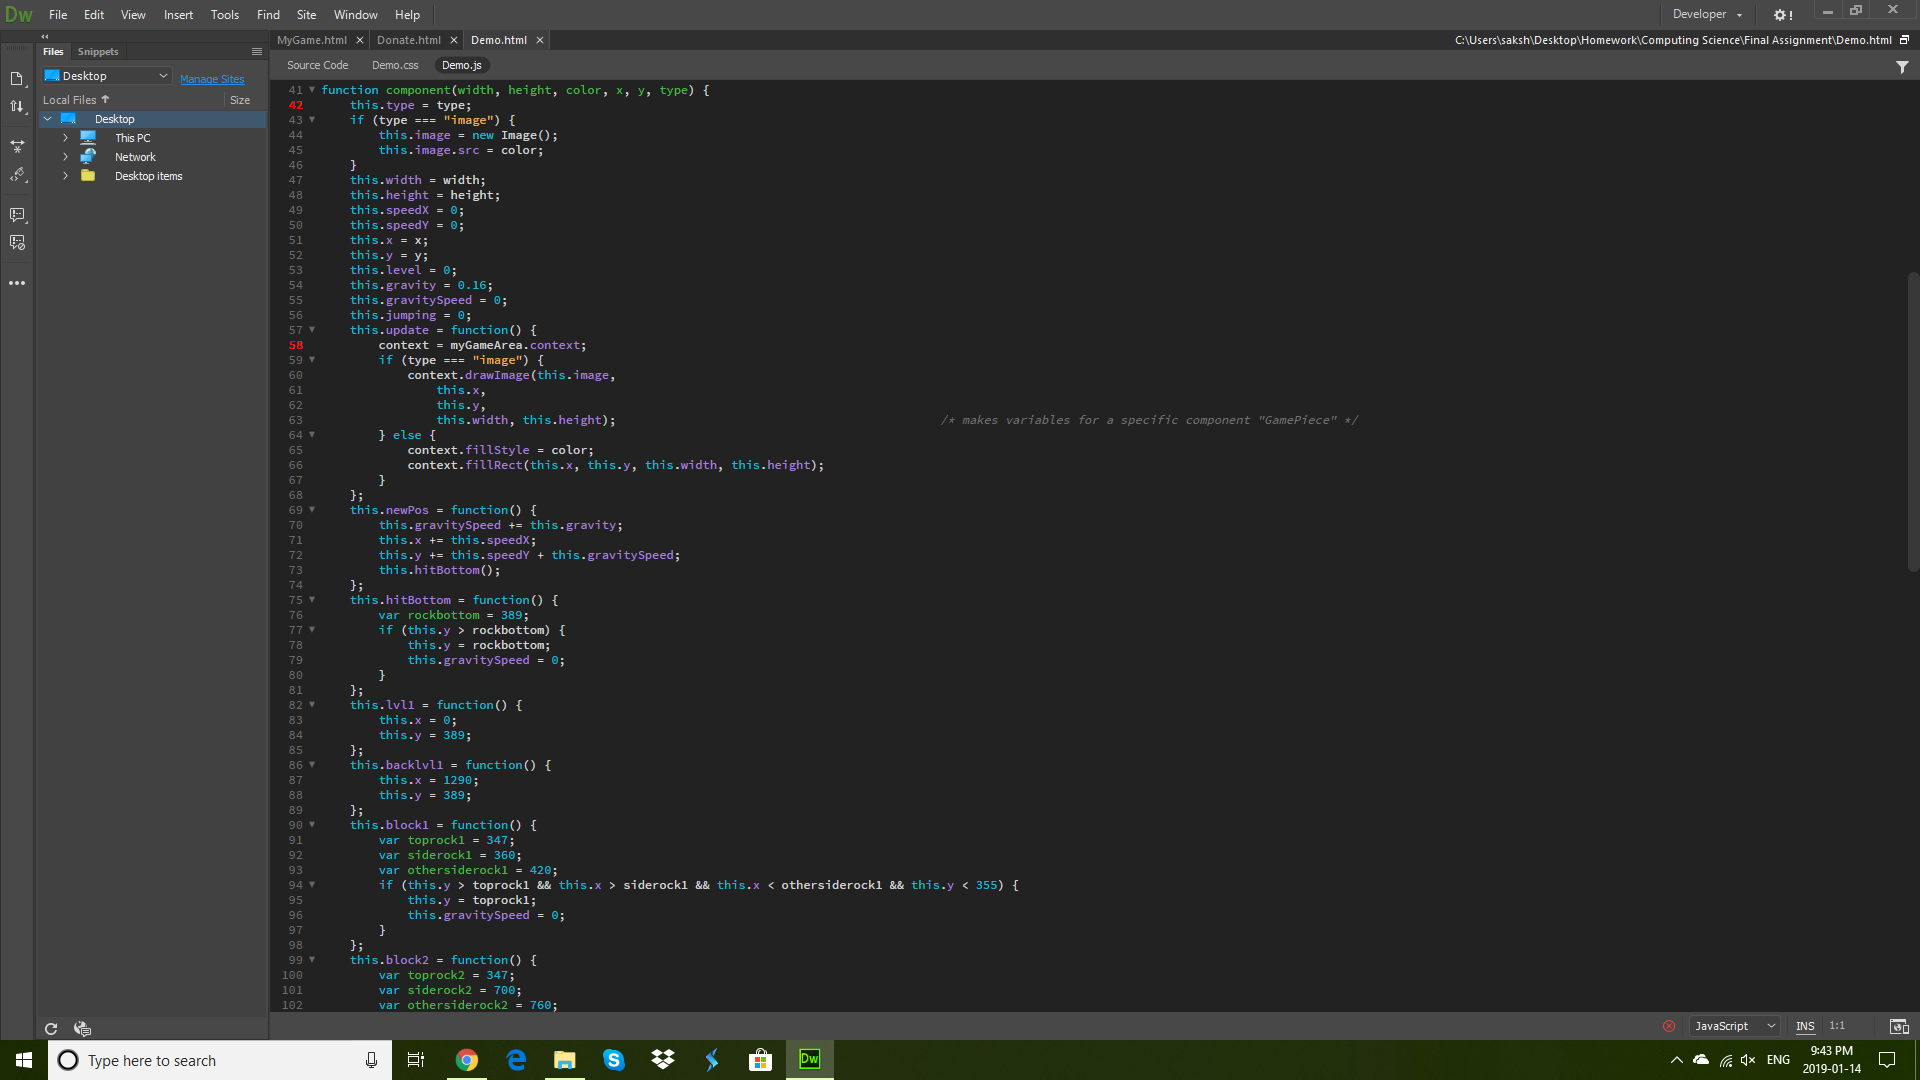 Dw File Edit View Insert Tools Find Site Window Help Developer
MyGame.html Donate.html Demo.html C:\Users\saksh\Desktop\Homework\Computing Science\Final Assignment\Demo.html
Files Snippets
Source Code Demo.css Demo.js
Desktop Manage Sites
Local Files Size
Desktop
This PC
Network
Desktop items
41 function component(width, height, color, x, y, type) {
42 this.type = type;
43 if (type === "image") {
44 this.image = new Image();
45 this.image.src = color;
46 }
47 this.width = width;
48 this.height = height;
49 this.speedX = 0;
50 this.speedY = 0;
51 this.x = x;
52 this.y = y;
53 this.level = 0;
54 this.gravity = 0.16;
55 this.gravitySpeed = 0;
56 this.jumping = 0;
57 this.update = function() {
58 context = myGameArea.context;
59 if (type === "image") {
60 context.drawImage(this.image,
61 this.x,
62 this.y,
63 this.width, this.height); /* makes variables for a specific component "GamePiece" */
64 } else {
65 context.fillStyle = color;
66 context.fillRect(this.x, this.y, this.width, this.height);
67 }
68 };
69 this.newPos = function() {
70 this.gravitySpeed += this.gravity;
71 this.x += this.speedX;
72 this.y += this.speedY + this.gravitySpeed;
73 this.hitBottom();
74 };
75 this.hitBottom = function() {
76 var rockbottom = 389;
77 if (this.y > rockbottom) {
78 this.y = rockbottom;
79 this.gravitySpeed = 0;
80 }
81 };
82 this.lvl1 = function() {
83 this.x = 0;
84 this.y = 389;
85 };
86 this.backlvl1 = function() {
87 this.x = 1290;
88 this.y = 389;
89 };
90 this.block1 = function() {
91 var toprock1 = 347;
92 var siderock1 = 360;
93 var othersiderock1 = 420;
94 if (this.y > toprock1 && this.x > siderock1 && this.x < othersiderock1 && this.y < 355) {
95 this.y = toprock1;
96 this.gravitySpeed = 0;
97 }
98 };
99 this.block2 = function() {
100 var toprock2 = 347;
101 var siderock2 = 700;
102 var othersiderock2 = 760;
JavaScript INS 1:1
Type here to search Dw ENG 9:43 PM
2019-01-14